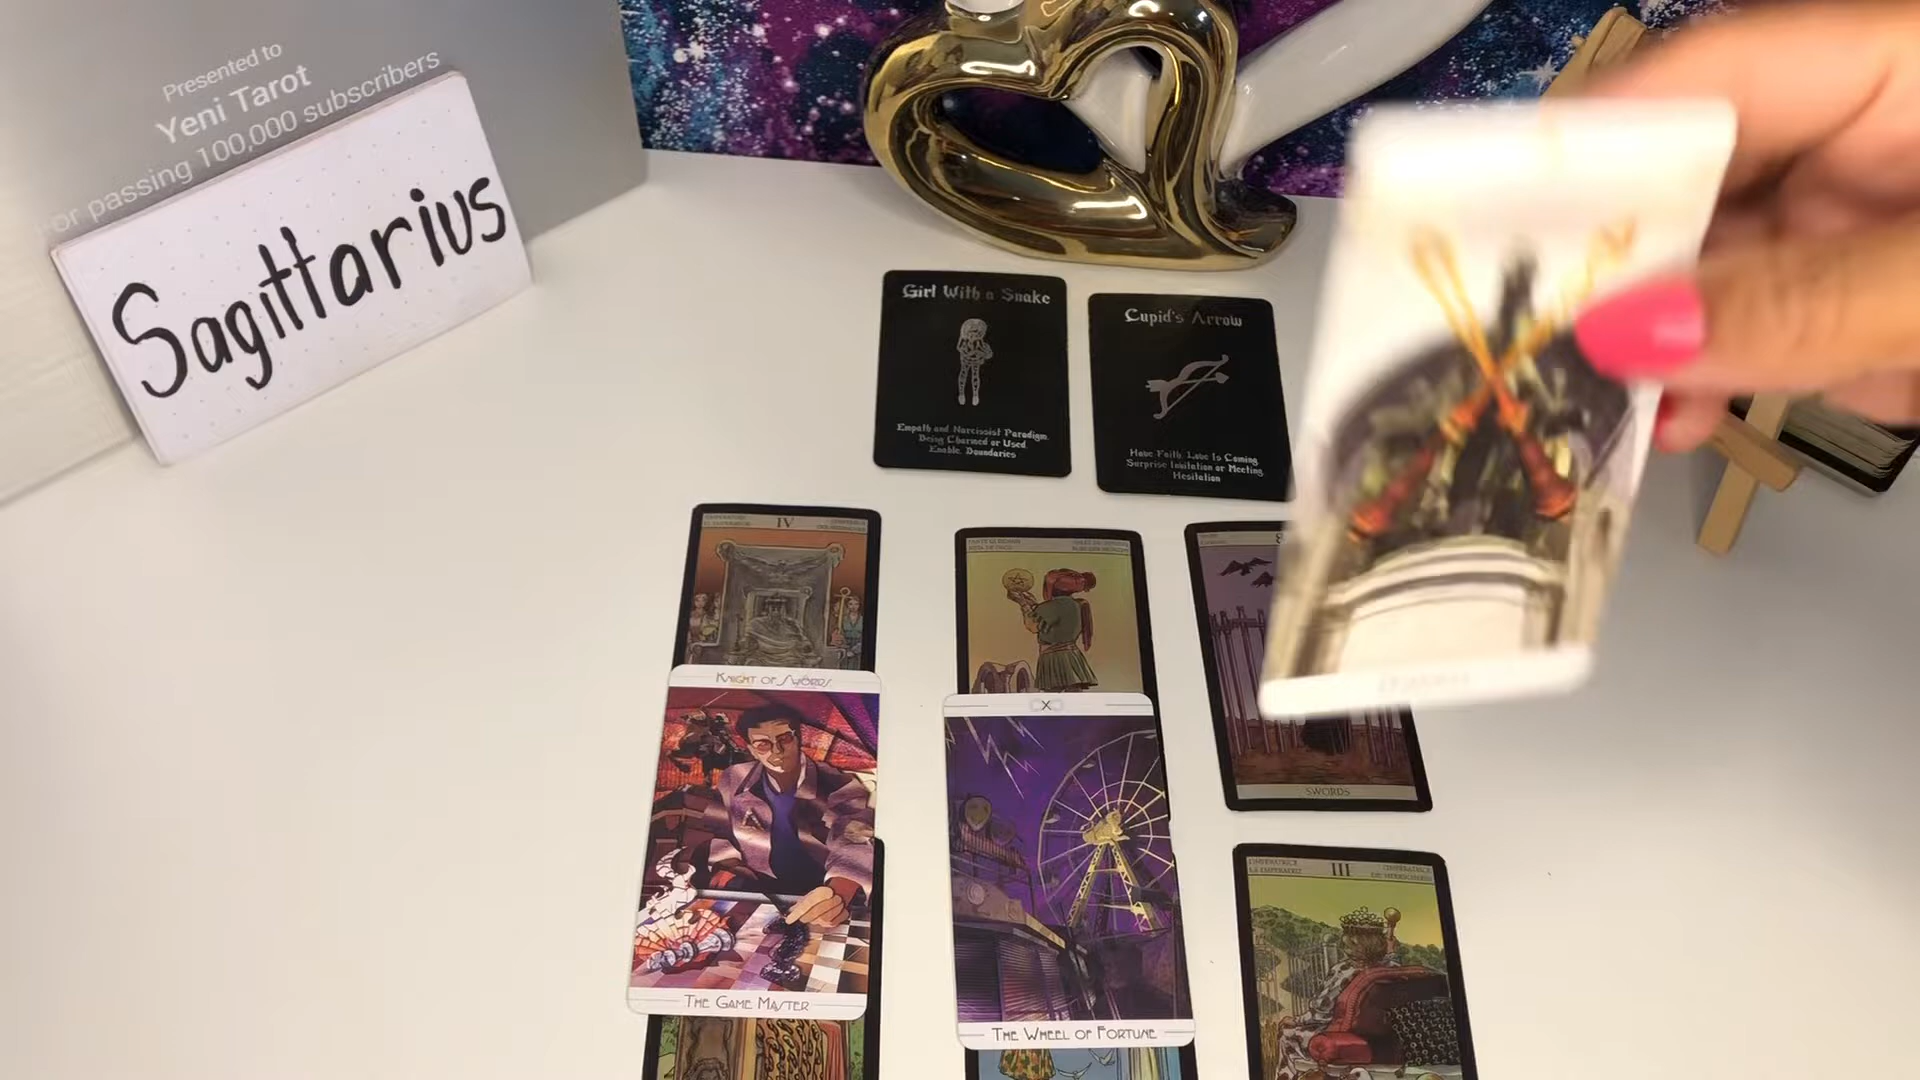 Presented to
Yeni Tarot
For passing 100,000 subscribers
Sagittarius
Girl With a Snake
Empath and Narcissist Paradigm.
Being Charmed or Used.
Enable. Boundaries
Cupid's Arrow
Have Faith. Love Is Coming
Surprise Invitation or Meeting
Hesitation
IV
KNIGHT OF SWORDS
THE GAME MASTER
X
THE WHEEL OF FORTUNE
SWORDS
III